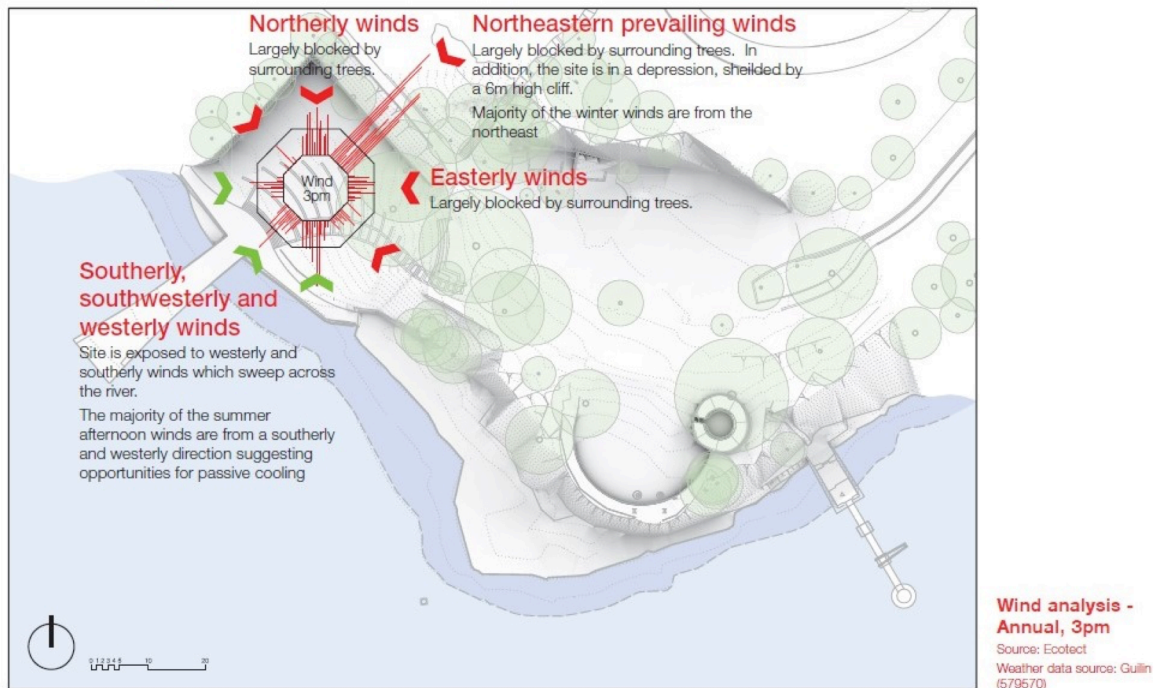 Northerly winds
Largely blocked by
surrounding trees.
Northeastern prevailing winds
Largely blocked by surrounding trees. In
addition, the site is in a depression, sheilded by
a 6m high cliff.
Majority of the winter winds are from the
northeast
Wind
3pm
Easterly winds
Largely blocked by surrounding trees.
Southerly,
southwesterly and
westerly winds
Site is exposed to westerly and
southerly winds which sweep across
the river.
The majority of the summer
afternoon winds are from a southerly
and westerly direction suggesting
opportunities for passive cooling
0 1 2 3 4 5 10 20
Wind analysis -
Annual, 3pm
Source: Ecotect
Weather data source: Guilin
(579570)